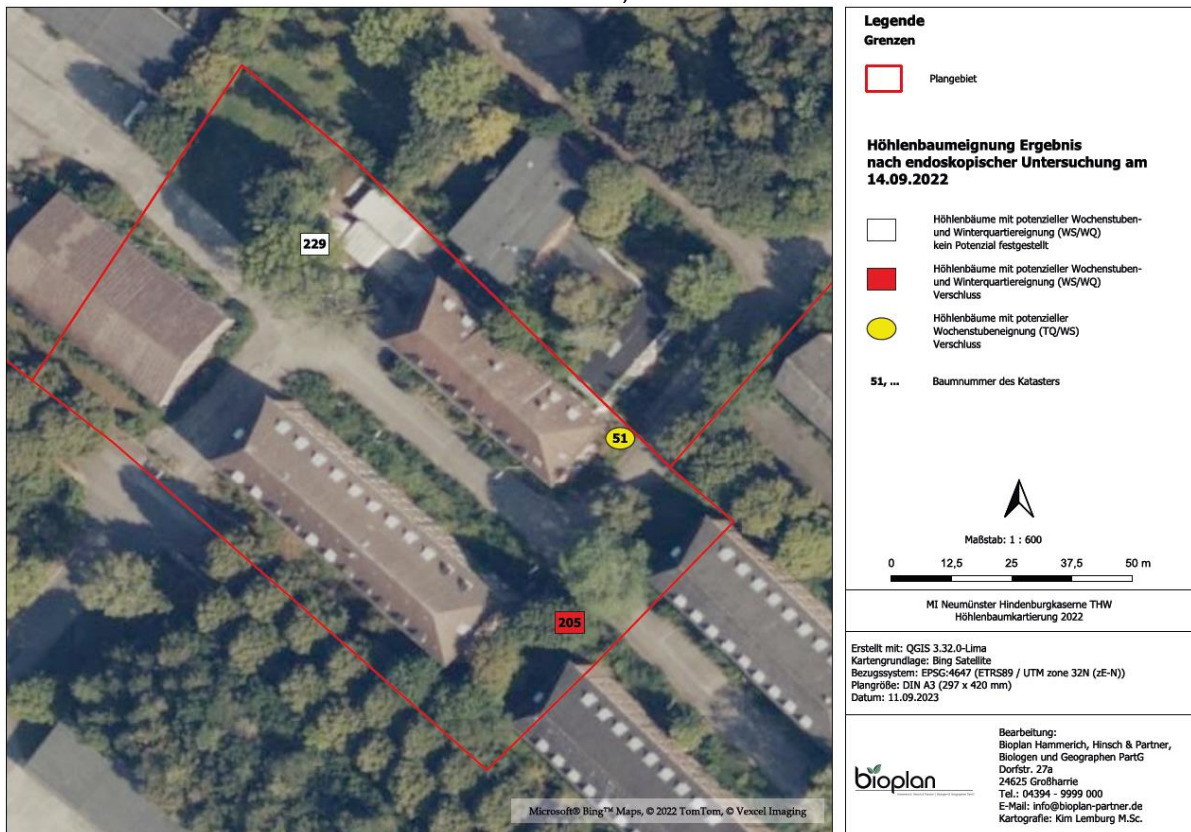 229
51
205
Microsoft® Bing™ Maps, © 2022 TomTom, © Vexcel Imaging
Legende
Grenzen
Plangebiet
Höhlenbaumeignung Ergebnis
nach endoskopischer Untersuchung am
14.09.2022
Höhlenbäume mit potenzieller Wochenstuben-
und Winterquartiereignung (WS/WQ)
kein Potenzial festgestellt
Höhlenbäume mit potenzieller Wochenstuben-
und Winterquartiereignung (WS/WQ)
Verschluss
Höhlenbäume mit potenzieller
Wochenstubeneignung (TQ/WS)
Verschluss
51, ... Baumnummer des Katasters
Maßstab: 1 : 600
0 12,5 25 37,5 50 m
MI Neumünster Hindenburgkaserne THW
Höhlenbaumkartierung 2022
Erstellt mit: QGIS 3.32.0-Lima
Kartengrundlage: Bing Satellite
Bezugssystem: EPSG:4647 (ETRS89 / UTM zone 32N (zE-N))
Plangröße: DIN A3 (297 x 420 mm)
Datum: 11.09.2023
bioplan
Bearbeitung:
Bioplan Hammerich, Hinsch & Partner,
Biologen und Geographen PartG
Dorfstr. 27a
24625 Großharrie
Tel.: 04394 - 9999 000
E-Mail: info@bioplan-partner.de
Kartografie: Kim Lemburg M.Sc.